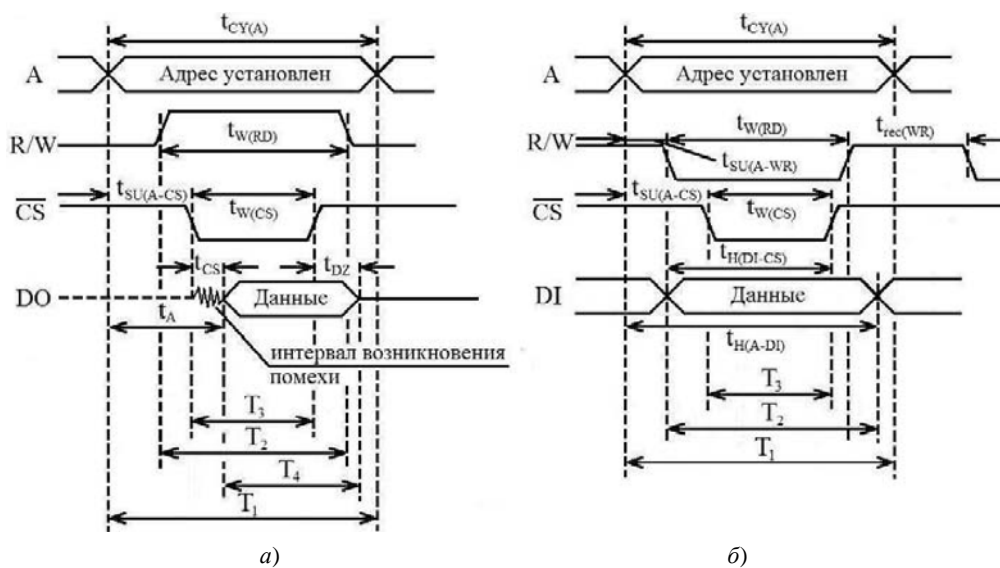 t_CY(A)
A
Адрес установлен
R/W
t_W(RD)
t_SU(A-CS)
CS
t_W(CS)
t_CS
t_DZ
DO
Данные
t_A
интервал возникновения
помехи
T_3
T_2
T_4
T_1
а)
t_CY(A)
A
Адрес установлен
R/W
t_W(RD)
t_rec(WR)
t_SU(A-WR)
t_SU(A-CS)
CS
t_W(CS)
t_H(DI-CS)
DI
Данные
t_H(A-DI)
T_3
T_2
T_1
б)